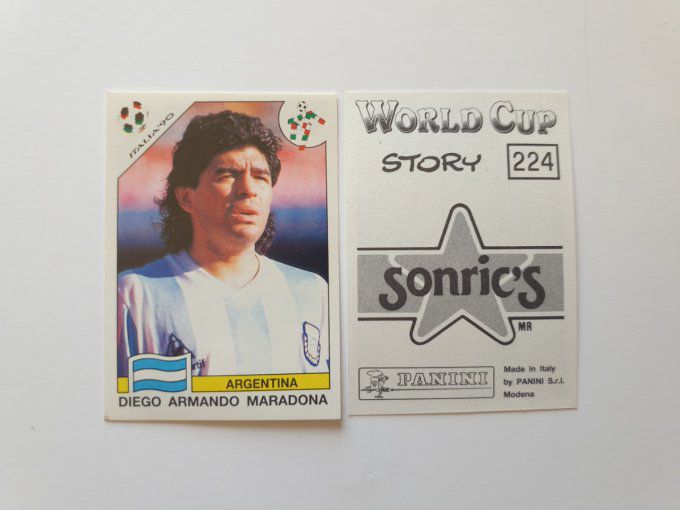 ITALIA'90
ARGENTINA
DIEGO ARMANDO MARADONA
WORLD CUP
STORY 224
sonric's
MR
PANINI
Made in Italy
by PANINI S.r.l.
Modena